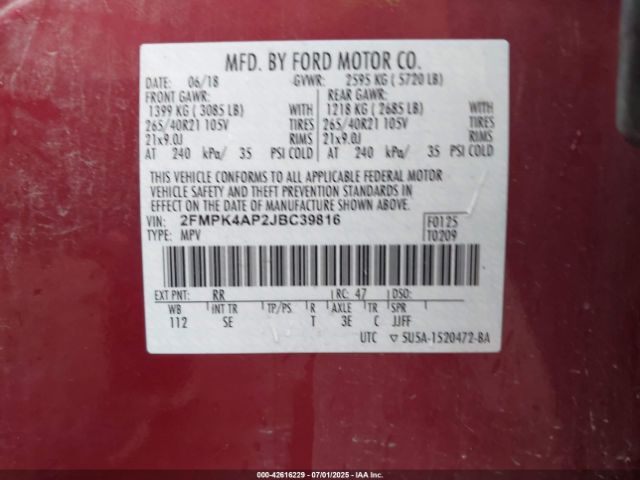 MFD. BY FORD MOTOR CO.
DATE: 06/18 GVWR: 2595 KG ( 5720 LB)
FRONT GAWR: REAR GAWR:
1399 KG ( 3085 LB) WITH 1218 KG ( 2685 LB) WITH
265/40R21 105V TIRES 265/40R21 105V TIRES
21x9.0J RIMS 21x9.0J RIMS
AT 240 kPa/ 35 PSI COLD AT 240 kPa/ 35 PSI COLD
THIS VEHICLE CONFORMS TO ALL APPLICABLE FEDERAL MOTOR
VEHICLE SAFETY AND THEFT PREVENTION STANDARDS IN
EFFECT ON THE DATE OF MANUFACTURE SHOWN ABOVE.
VIN: 2FMPK4AP2JBC39816 F0125
TYPE: MPV T0209
EXT PNT: RR RC: 47 DSO:
WB INT TR TP/PS R AXLE TR SPR
112 SE T 3E C JJFF
UTC ▽ 5U5A-1520472-BA
000-42616229 - 07/01/2025 - IAA Inc.